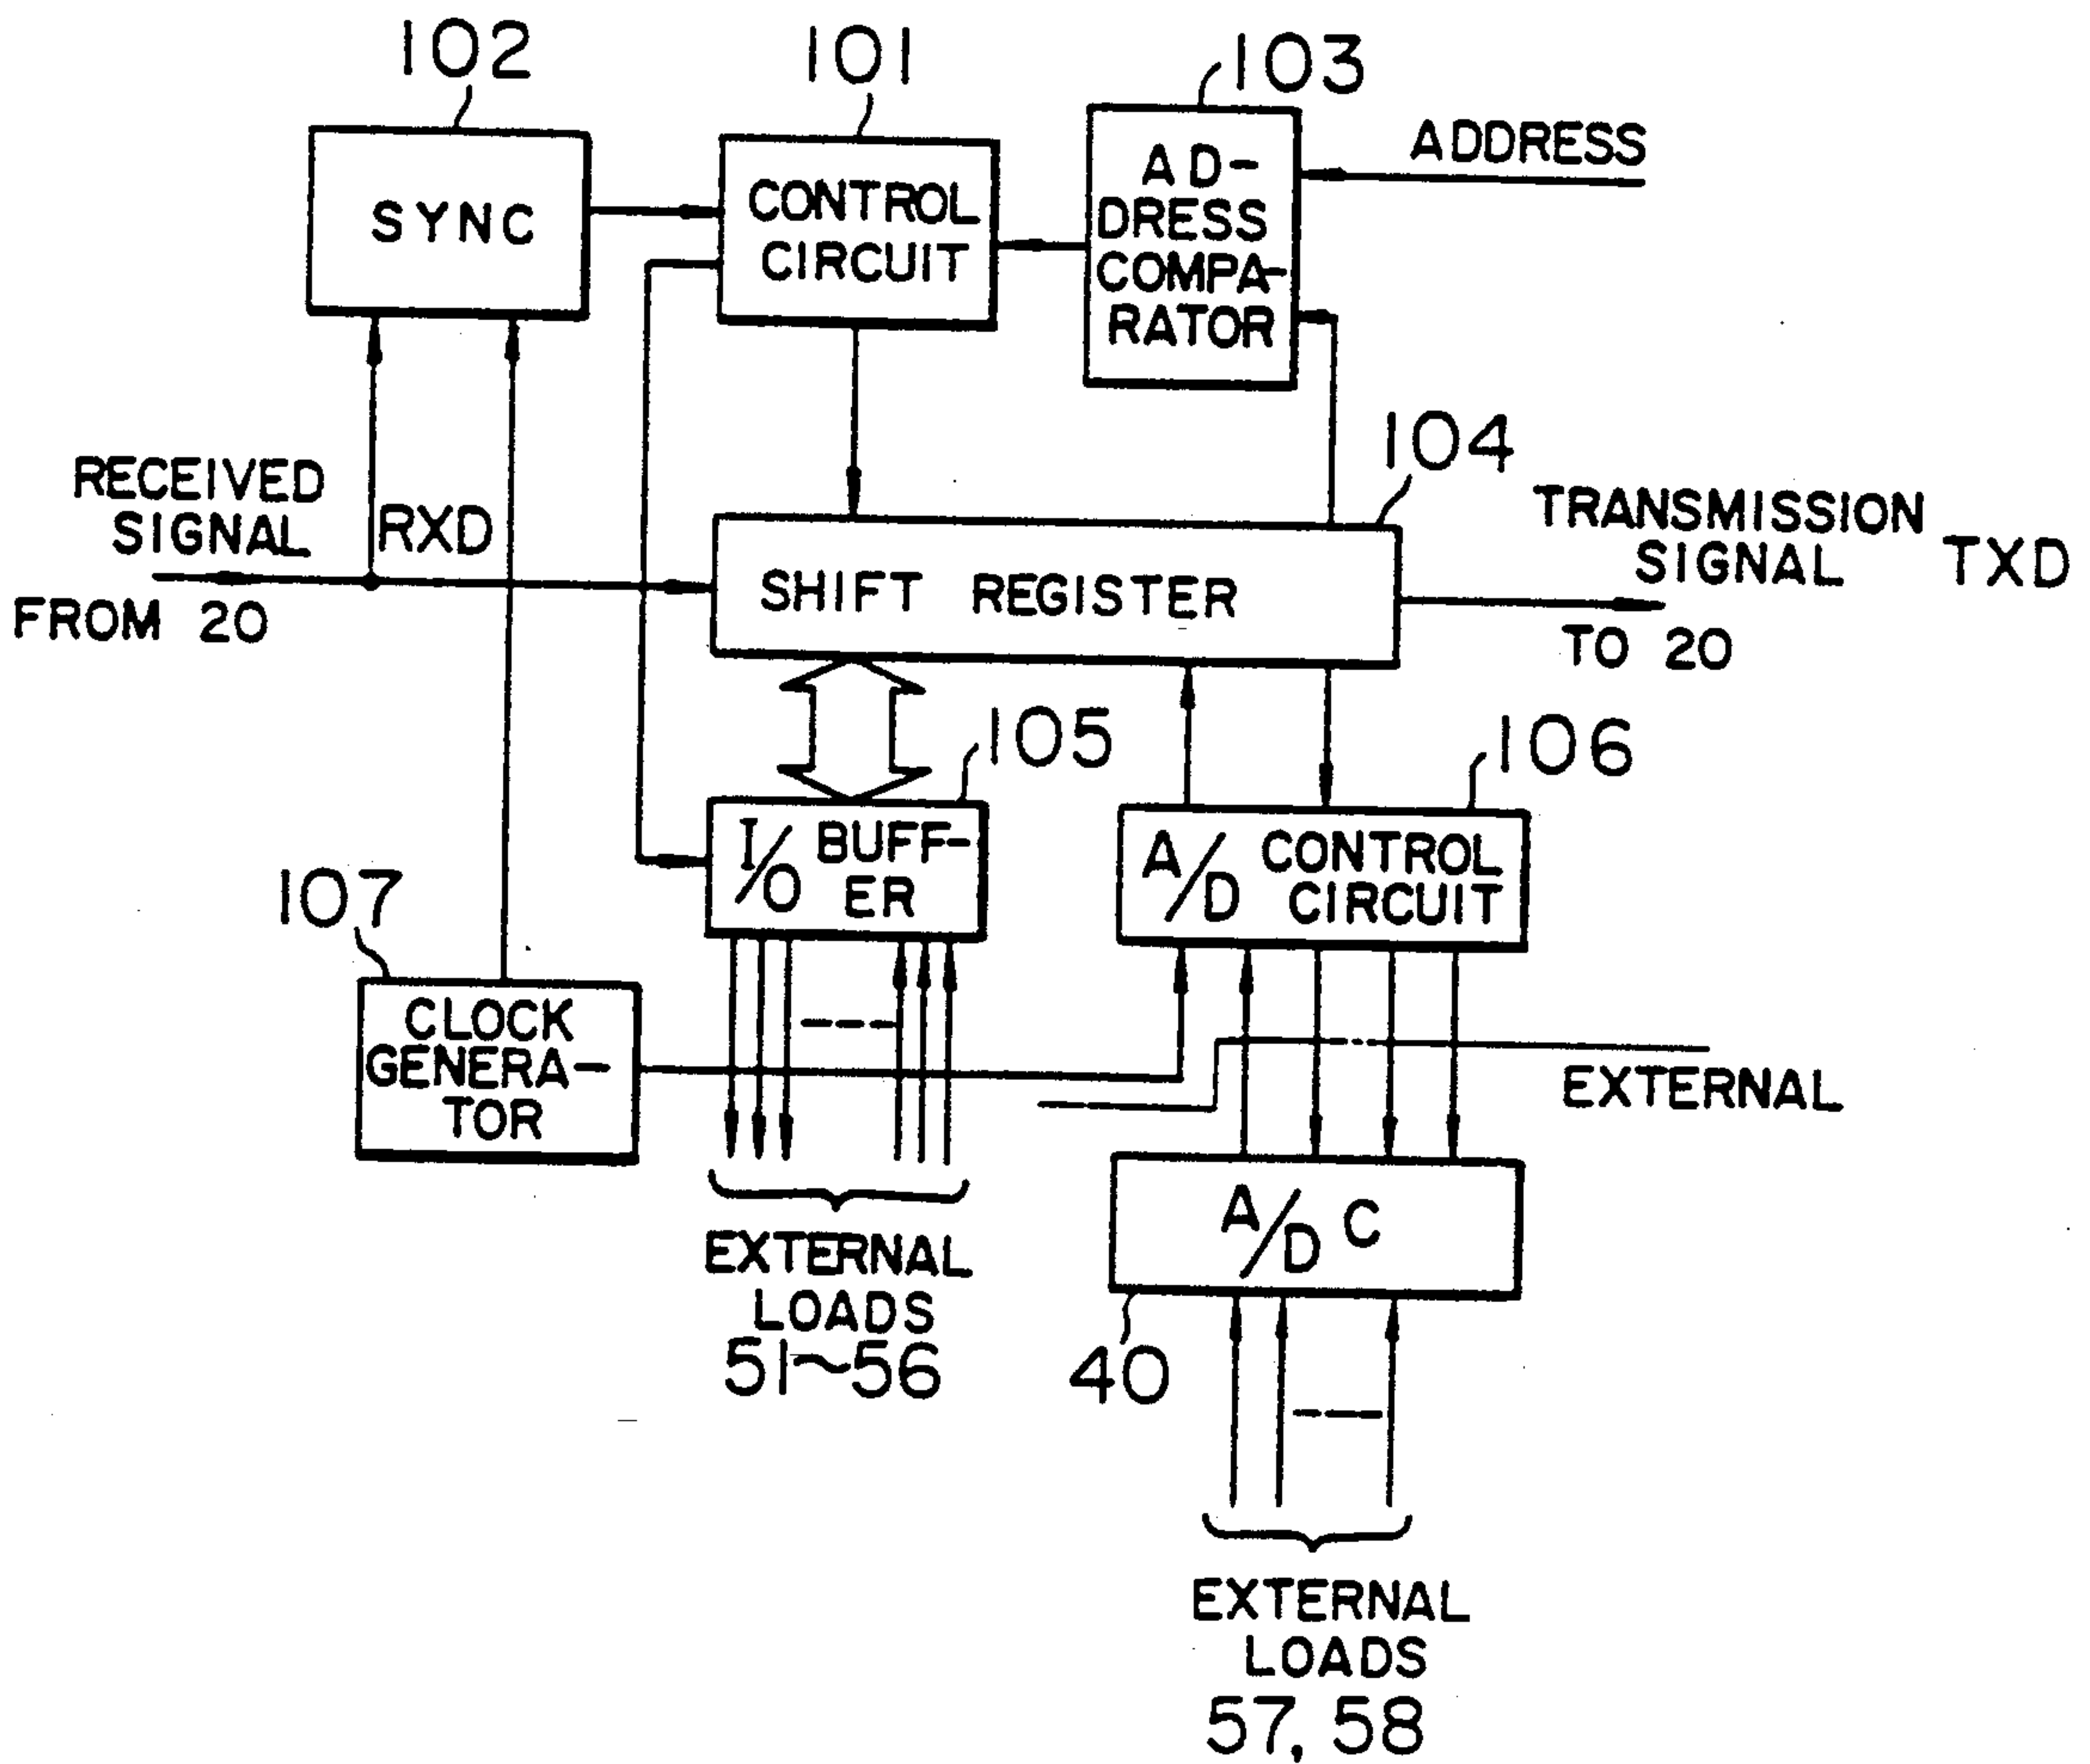 102
101
103
ADDRESS
SYNC
CONTROL
CIRCUIT
AD-
DRESS
COMPA-
RATOR
104
RECEIVED
SIGNAL
RXD
TRANSMISSION
SIGNAL TXD
FROM 20
SHIFT REGISTER
TO 20
105
106
I/O BUFF-
ER
A/D CONTROL
CIRCUIT
107
CLOCK
GENERA-
TOR
EXTERNAL
A/D C
EXTERNAL
LOADS
51~56
40
EXTERNAL
LOADS
57, 58